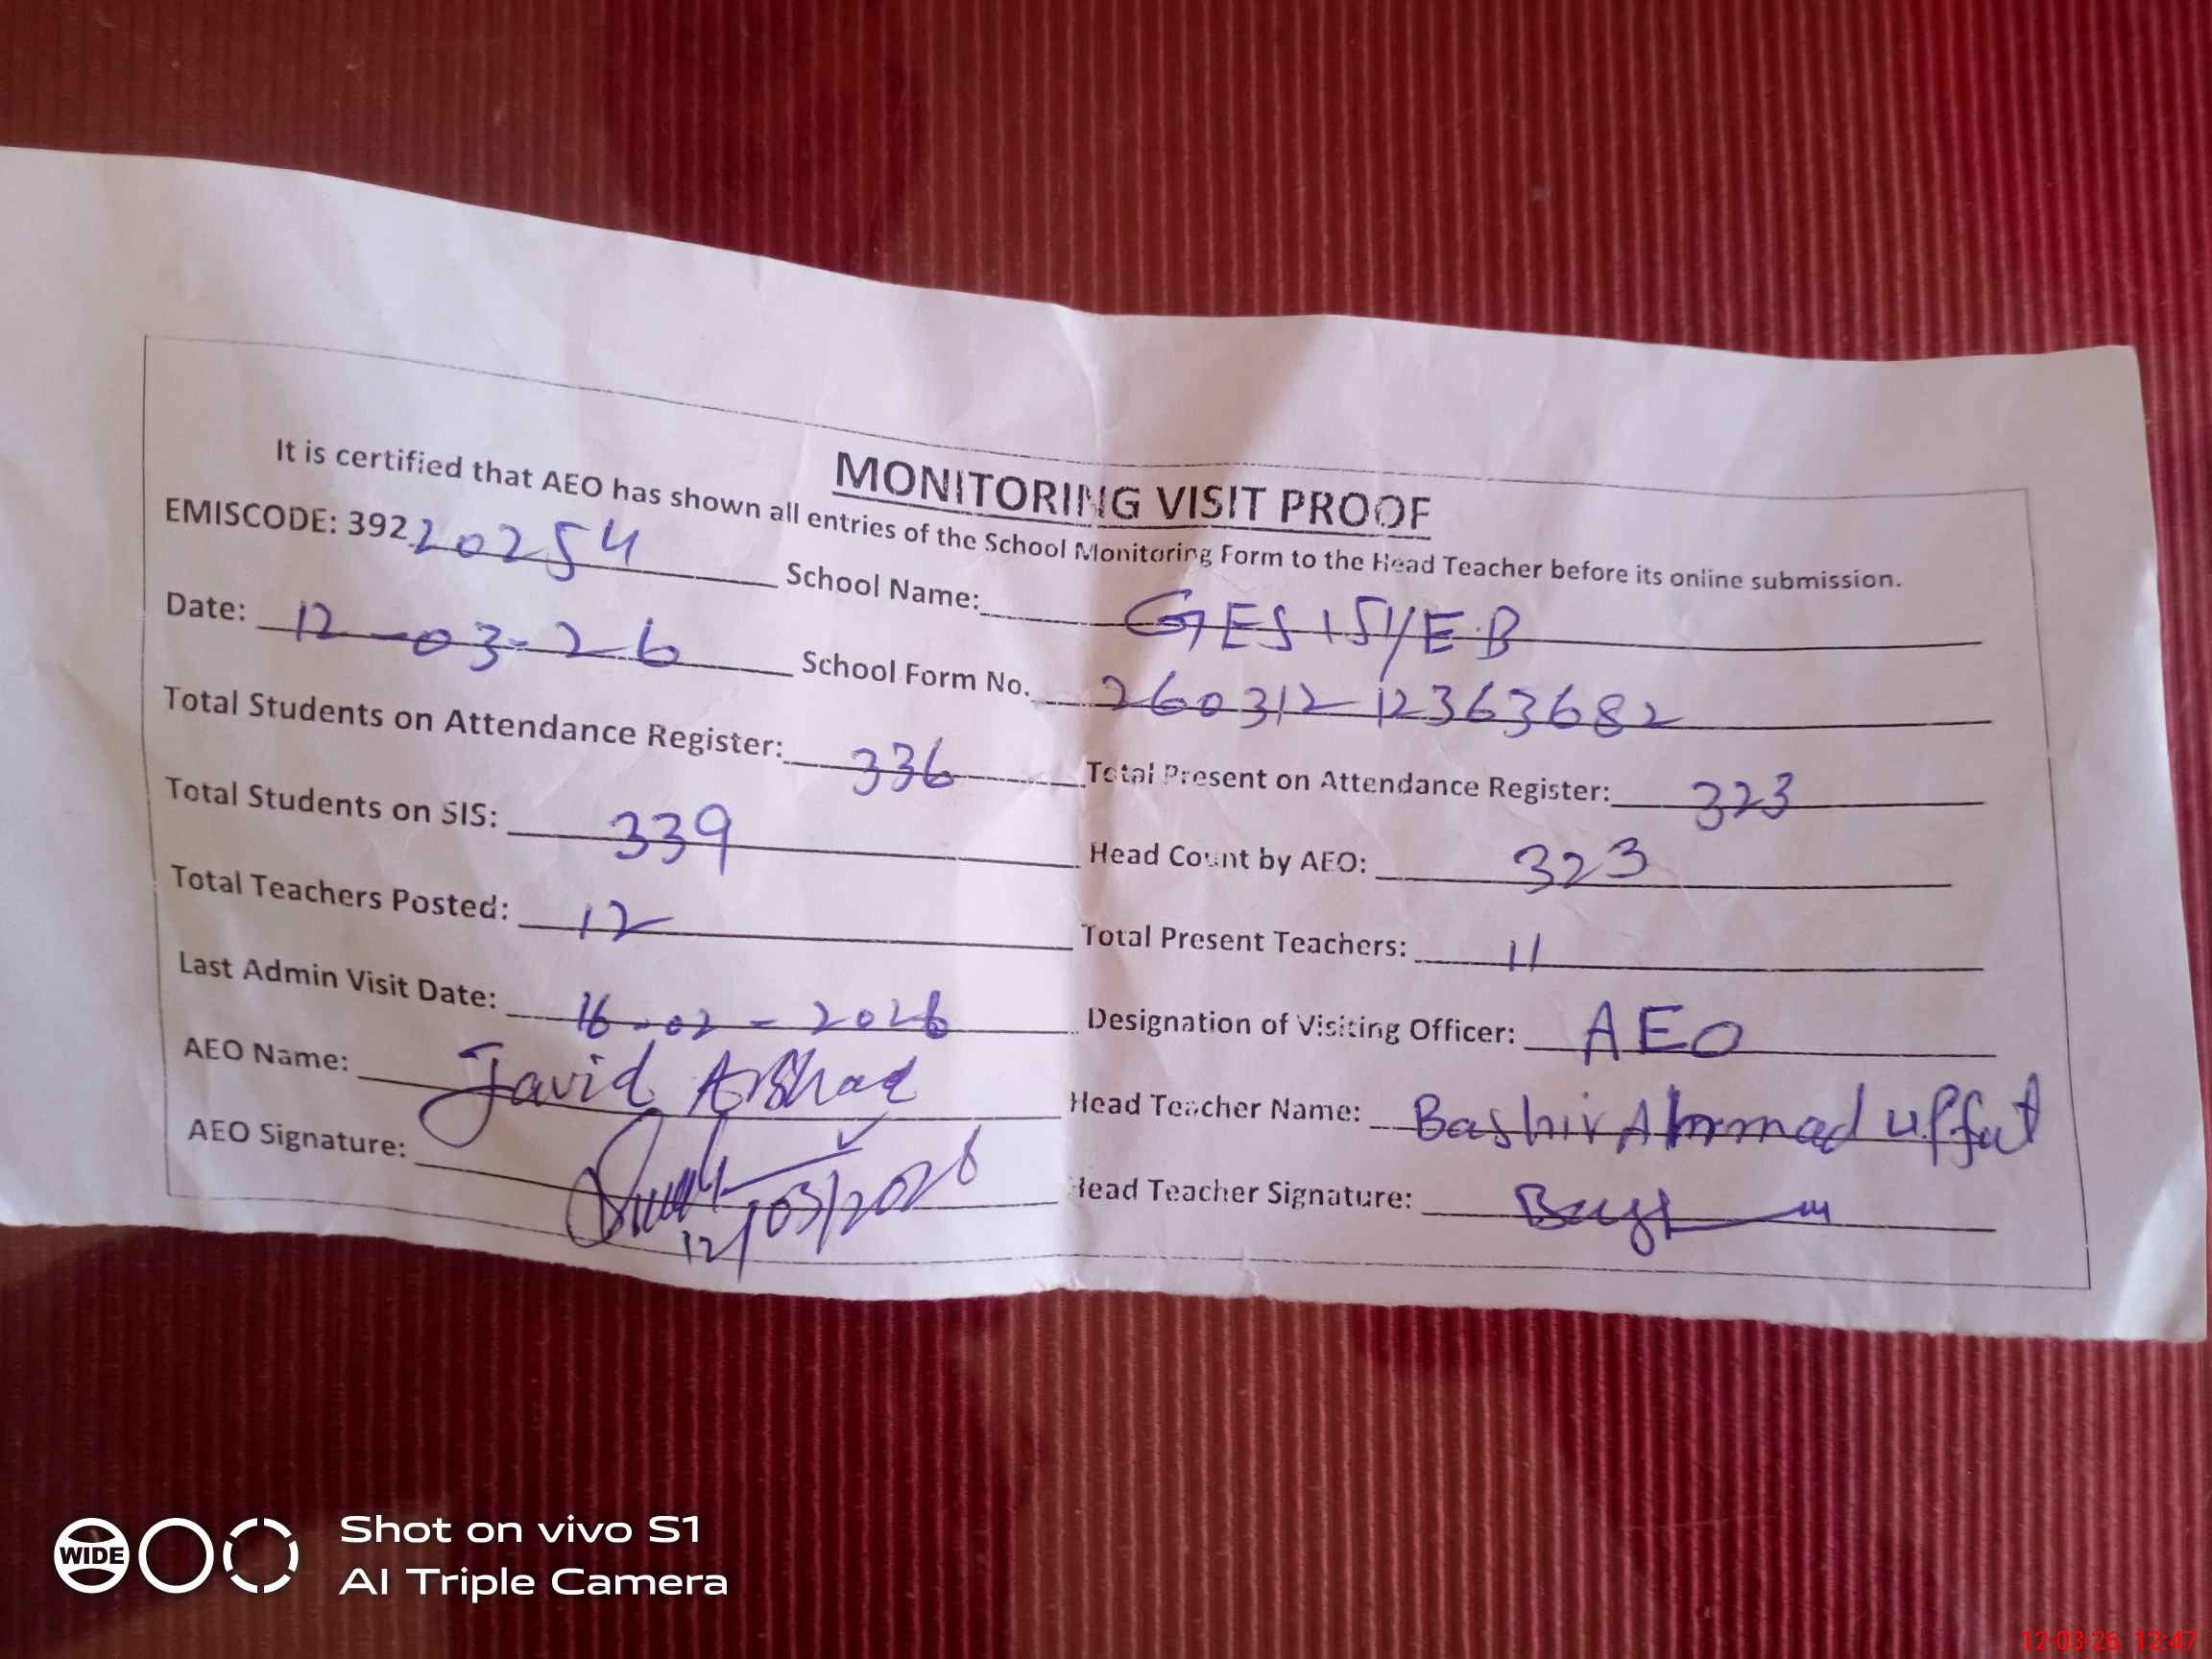 MONITORING VISIT PROOF
It is certified that AEO has shown all entries of the School Monitoring Form to the Head Teacher before its online submission.
EMISCODE: 39220254 School Name: GES 151/EB
Date: 12-03-26 School Form No. 260312 12363682
Total Students on Attendance Register: 336 Total Present on Attendance Register: 323
Total Students on SIS: 339 Head Count by AEO: 323
Total Teachers Posted: 12 Total Present Teachers: 11
Last Admin Visit Date: 16-02-2026 Designation of Visiting Officer: AEO
AEO Name: Javid Arshad Head Teacher Name: Bashir Ahmmad
AEO Signature: 12/03/2026 Head Teacher Signature:
WIDE
Shot on vivo S1
AI Triple Camera
12-03-26 12:47